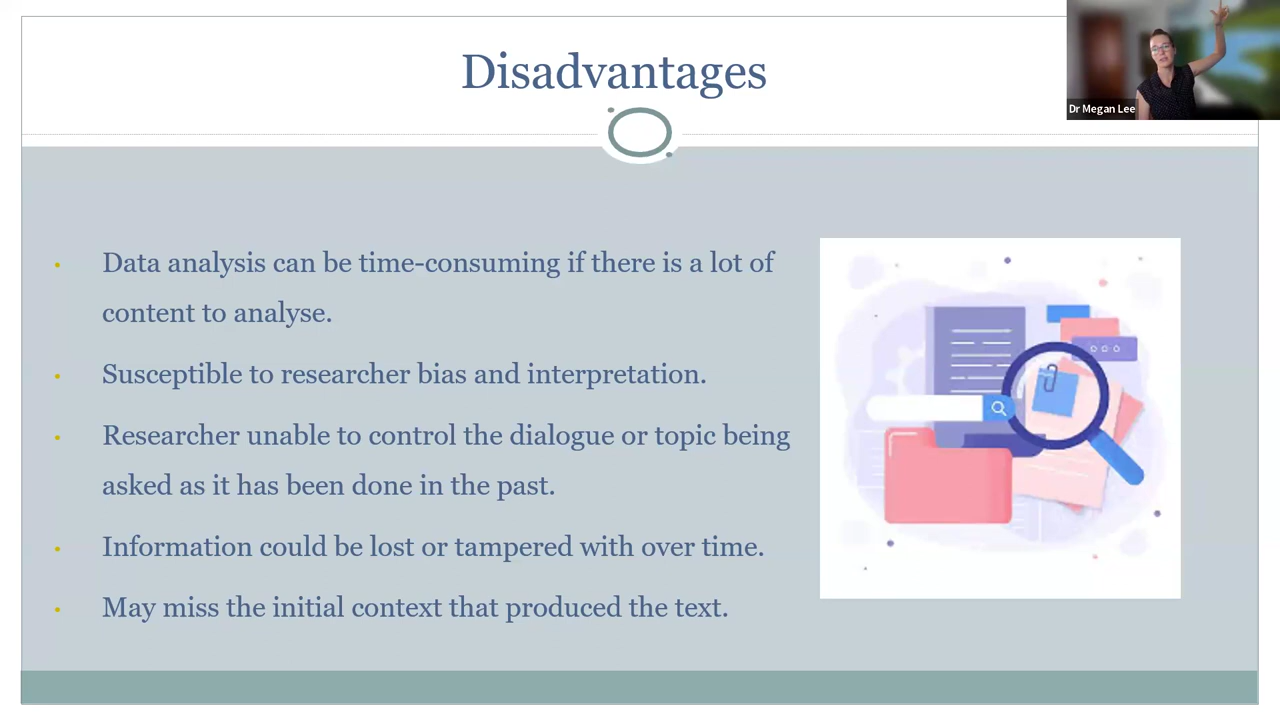 Disadvantages
Dr Megan Lee
• Data analysis can be time-consuming if there is a lot of
content to analyse.
• Susceptible to researcher bias and interpretation.
• Researcher unable to control the dialogue or topic being
asked as it has been done in the past.
• Information could be lost or tampered with over time.
• May miss the initial context that produced the text.